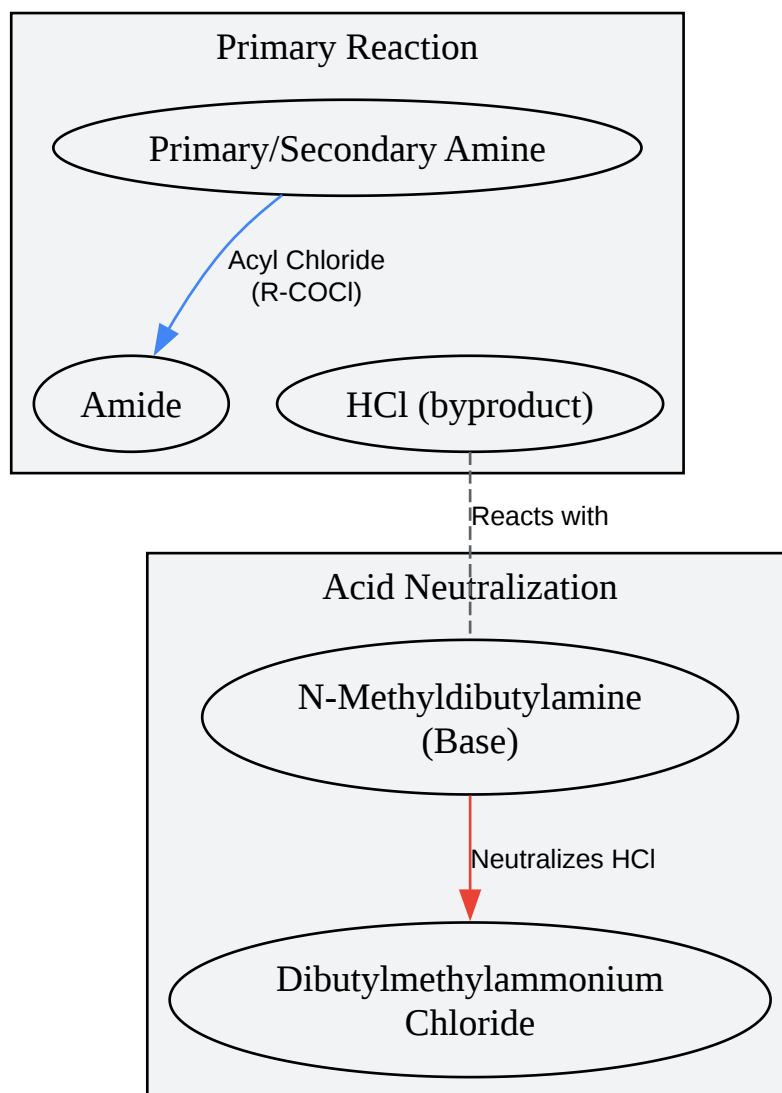 Primary Reaction
Primary/Secondary Amine
Acyl Chloride
(R-COCl)
Amide
HCl (byproduct)
Reacts with
Acid Neutralization
N-Methyldibutylamine
(Base)
Neutralizes HCl
Dibutylmethylammonium
Chloride